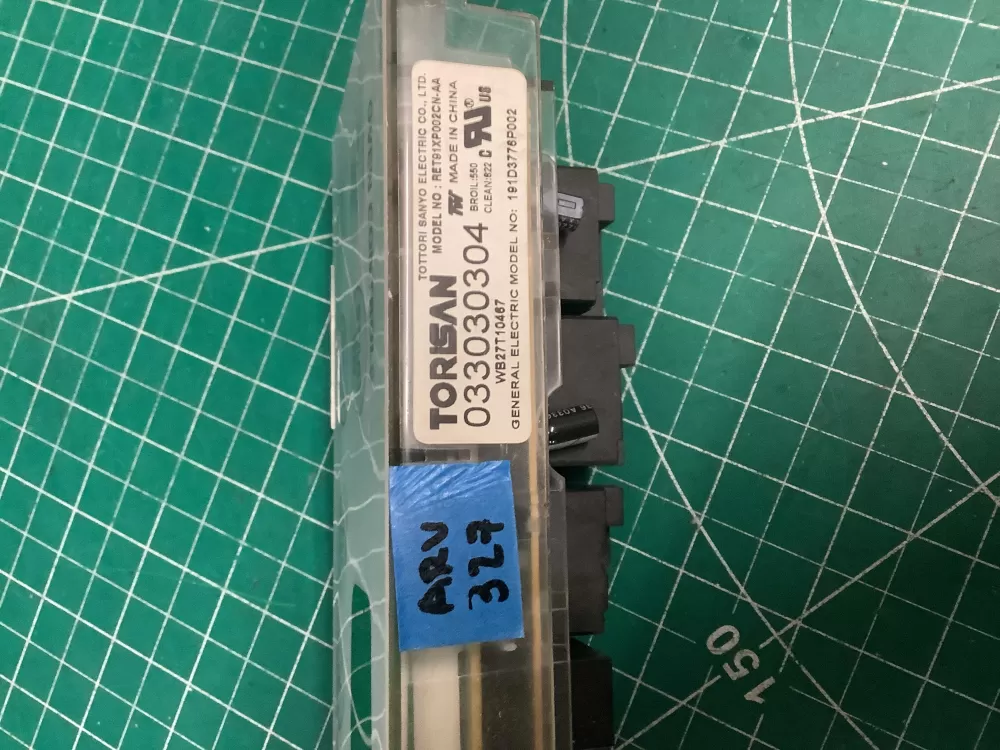 TOTTORI SANYO ELECTRIC CO., LTD.
TORISAN MODEL NO : RET91XP002CN-AA
MADE IN CHINA
0330303304 BROIL:550
CLEAN:822 C US
WB27T10467
GENERAL ELECTRIC MODEL NO: 191D3776P002
ARV
327
150